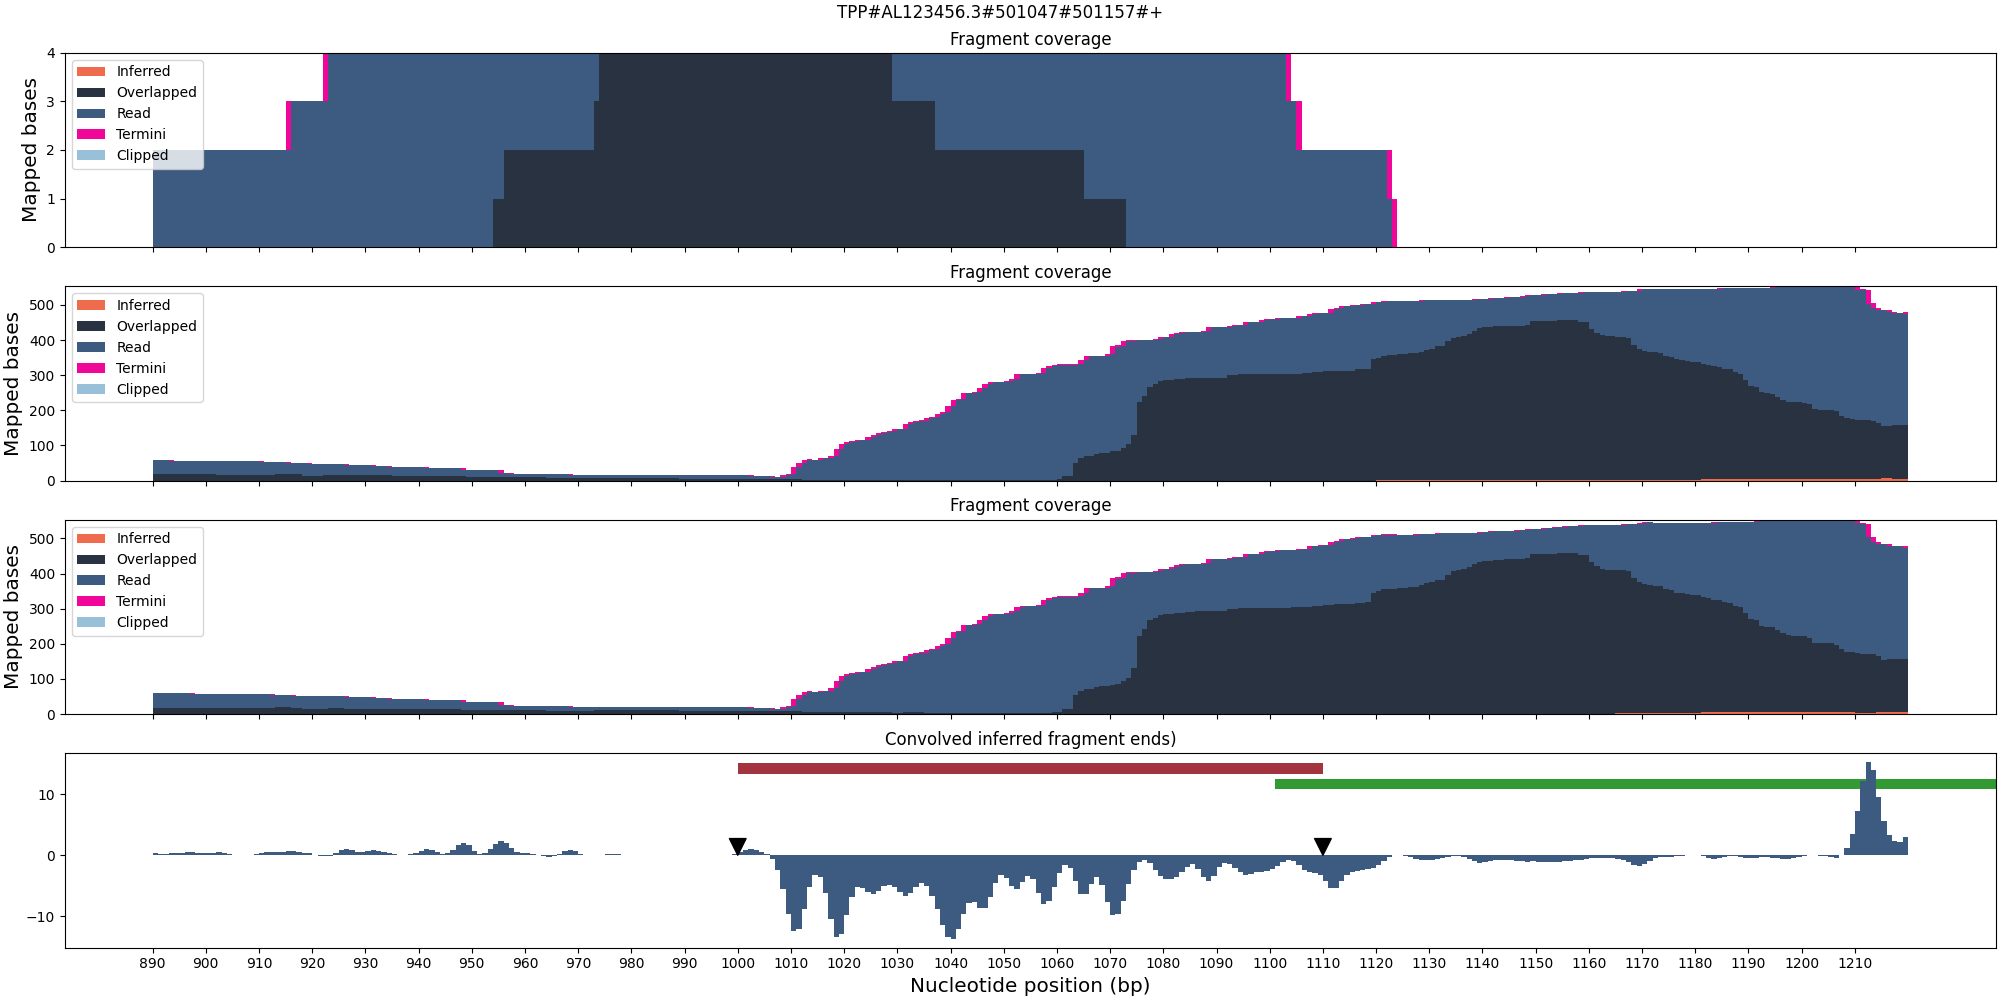 TPP#AL123456.3#501047#501157#+
Fragment coverage
Mapped bases
4
3
2
1
0
Inferred
Overlapped
Read
Termini
Clipped
Fragment coverage
Mapped bases
500
400
300
200
100
0
Inferred
Overlapped
Read
Termini
Clipped
Fragment coverage
Mapped bases
500
400
300
200
100
0
Inferred
Overlapped
Read
Termini
Clipped
Convolved inferred fragment ends)
10
0
−10
890 900 910 920 930 940 950 960 970 980 990 1000 1010 1020 1030 1040 1050 1060 1070 1080 1090 1100 1110 1120 1130 1140 1150 1160 1170 1180 1190 1200 1210
Nucleotide position (bp)